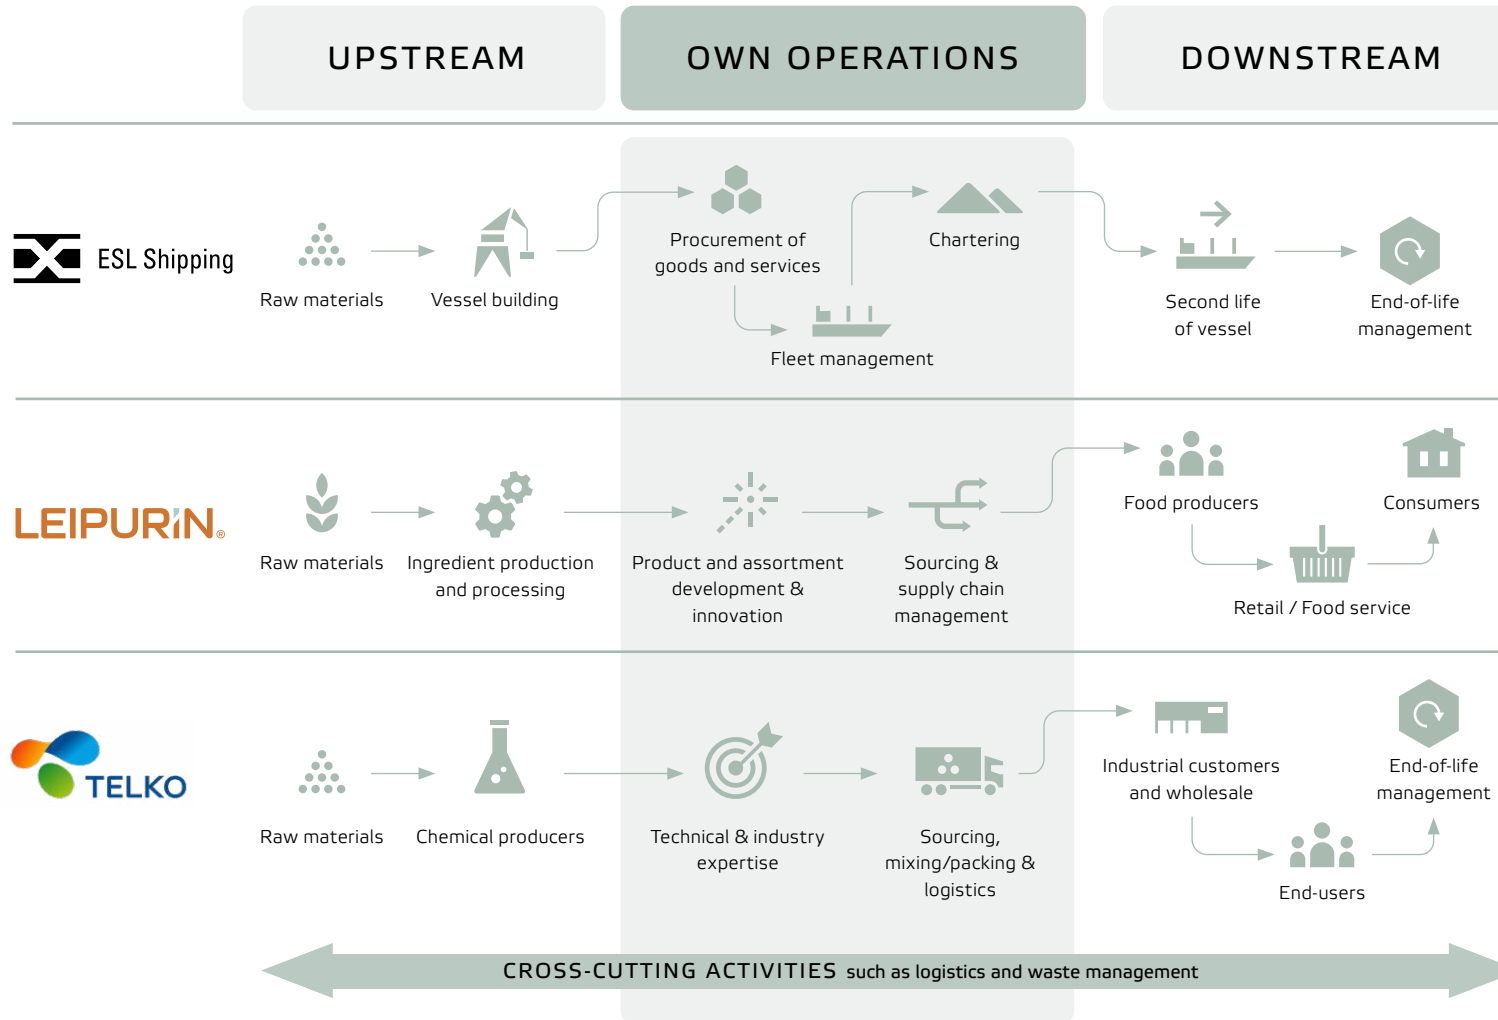 UPSTREAM
OWN OPERATIONS
DOWNSTREAM
ESL Shipping
Raw materials
Vessel building
Procurement of
goods and services
Fleet management
Chartering
Second life
of vessel
End-of-life
management
LEIPURIN®
Raw materials
Ingredient production
and processing
Product and assortment
development &
innovation
Sourcing &
supply chain
management
Food producers
Retail / Food service
Consumers
TELKO
Raw materials
Chemical producers
Technical & industry
expertise
Sourcing,
mixing/packing &
logistics
Industrial customers
and wholesale
End-users
End-of-life
management
CROSS-CUTTING ACTIVITIES such as logistics and waste management